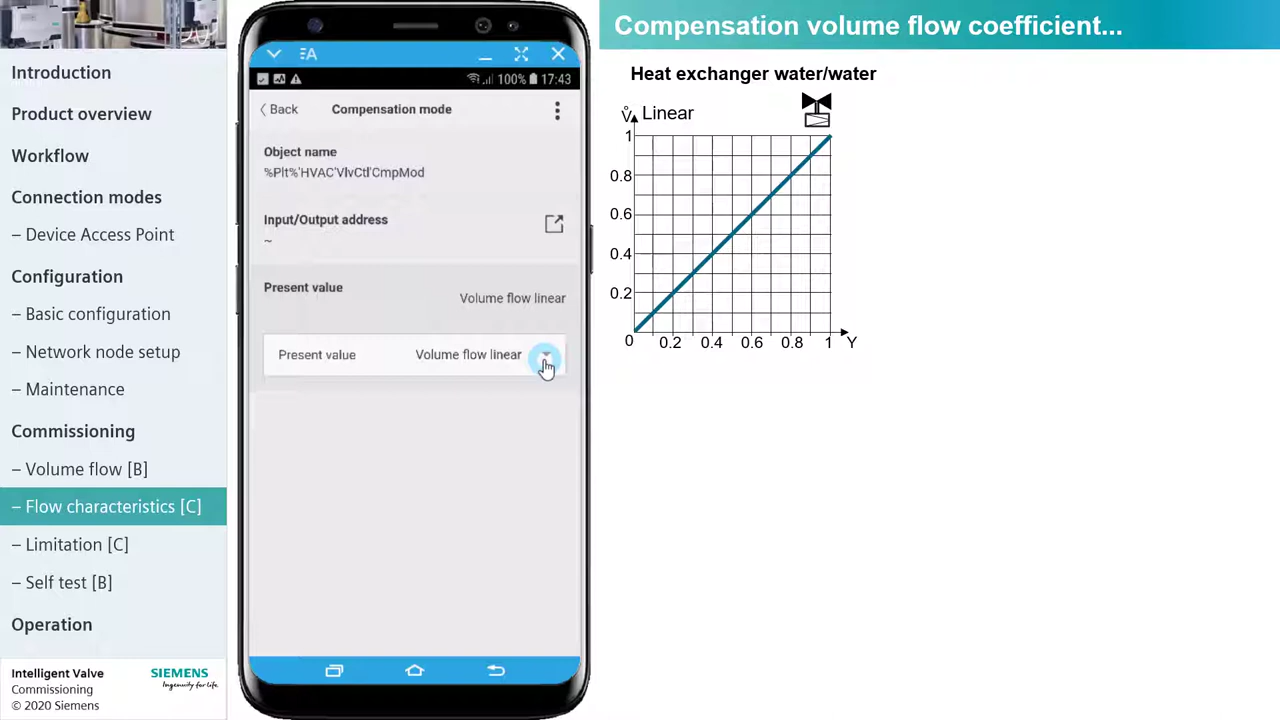 Introduction
Product overview
Workflow
Connection modes
– Device Access Point
Configuration
– Basic configuration
– Network node setup
– Maintenance
Commissioning
– Volume flow [B]
– Flow characteristics [C]
– Limitation [C]
– Self test [B]
Operation
Intelligent Valve
Commissioning
© 2020 Siemens
SIEMENS
Ingenuity for life
100% 17:43
Back
Compensation mode
Object name
%Plt%'HVAC'VlvCtl'CmpMod
Input/Output address
~
Present value
Volume flow linear
Present value Volume flow linear
Compensation volume flow coefficient...
Heat exchanger water/water
V̊ Linear
1
0.8
0.6
0.4
0.2
0 0.2 0.4 0.6 0.8 1 Y